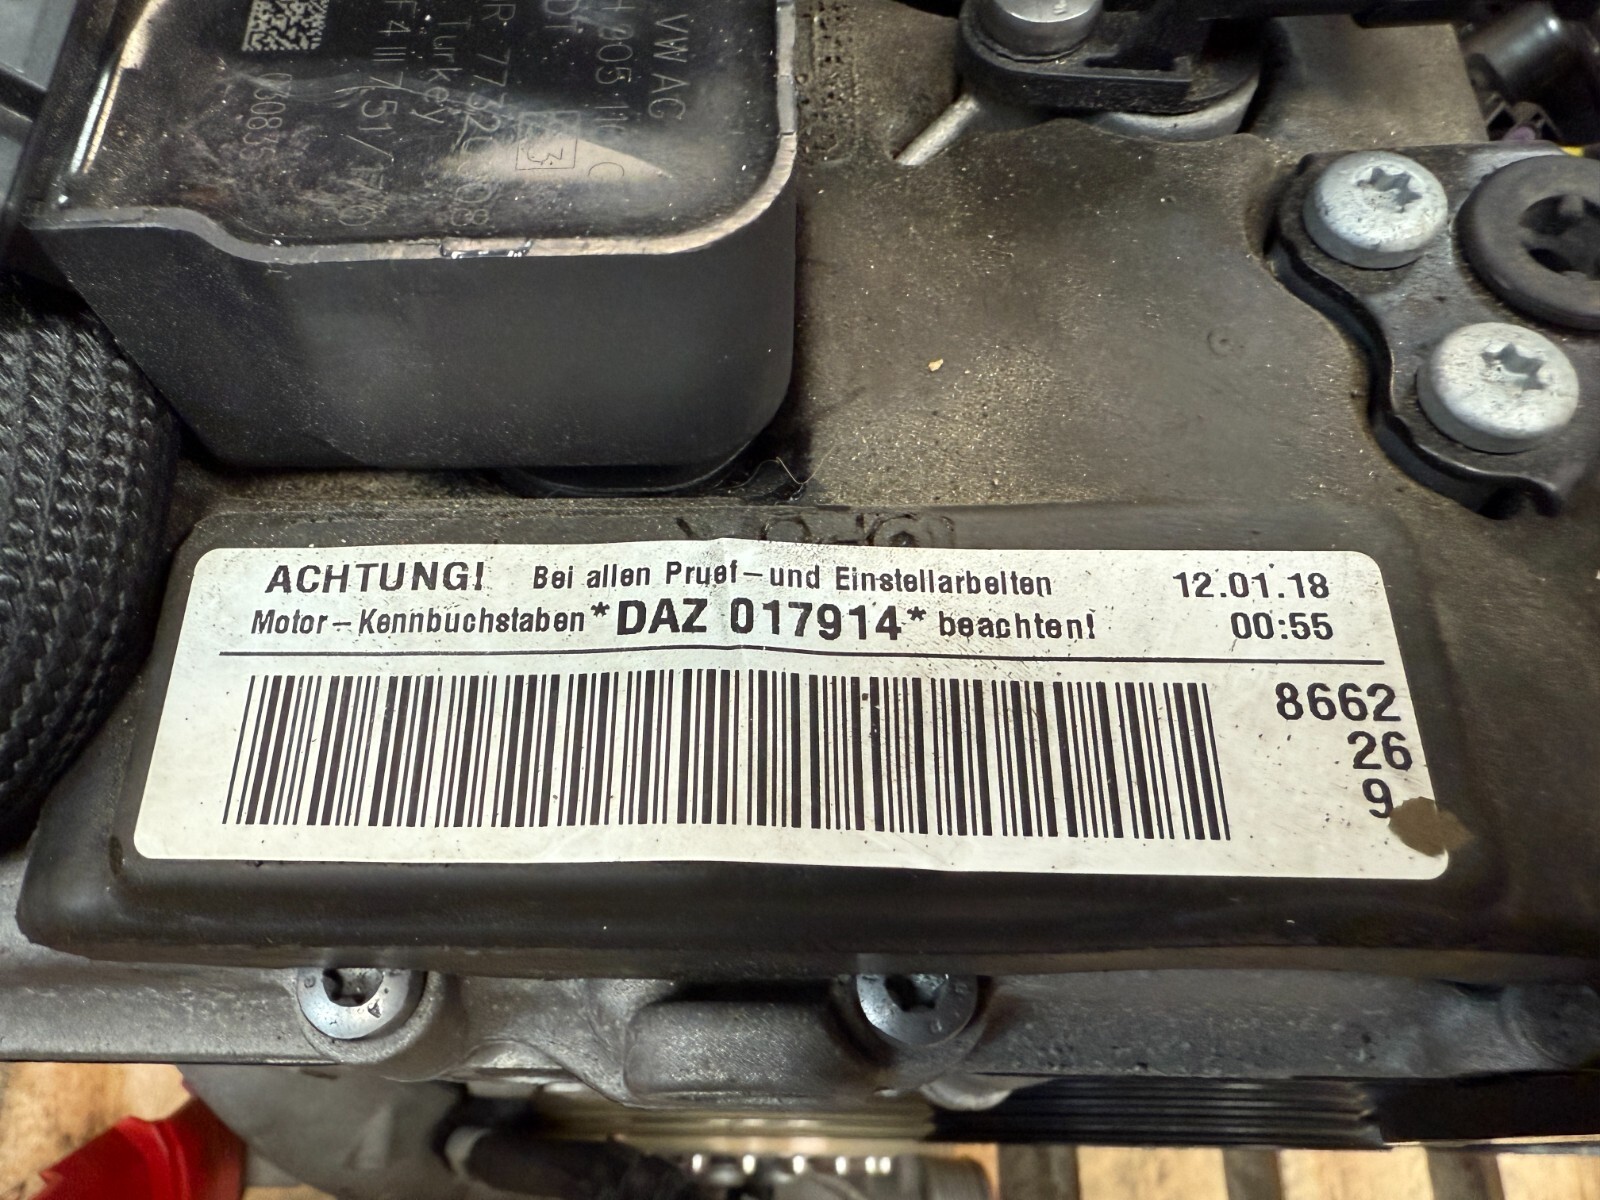 VW AG
Turkey
ACHTUNG! Bei allen Pruef-und Einstellarbeiten 12.01.18
Motor-Kennbuchstaben *DAZ 017914* beachten! 00:55
8662
26
9